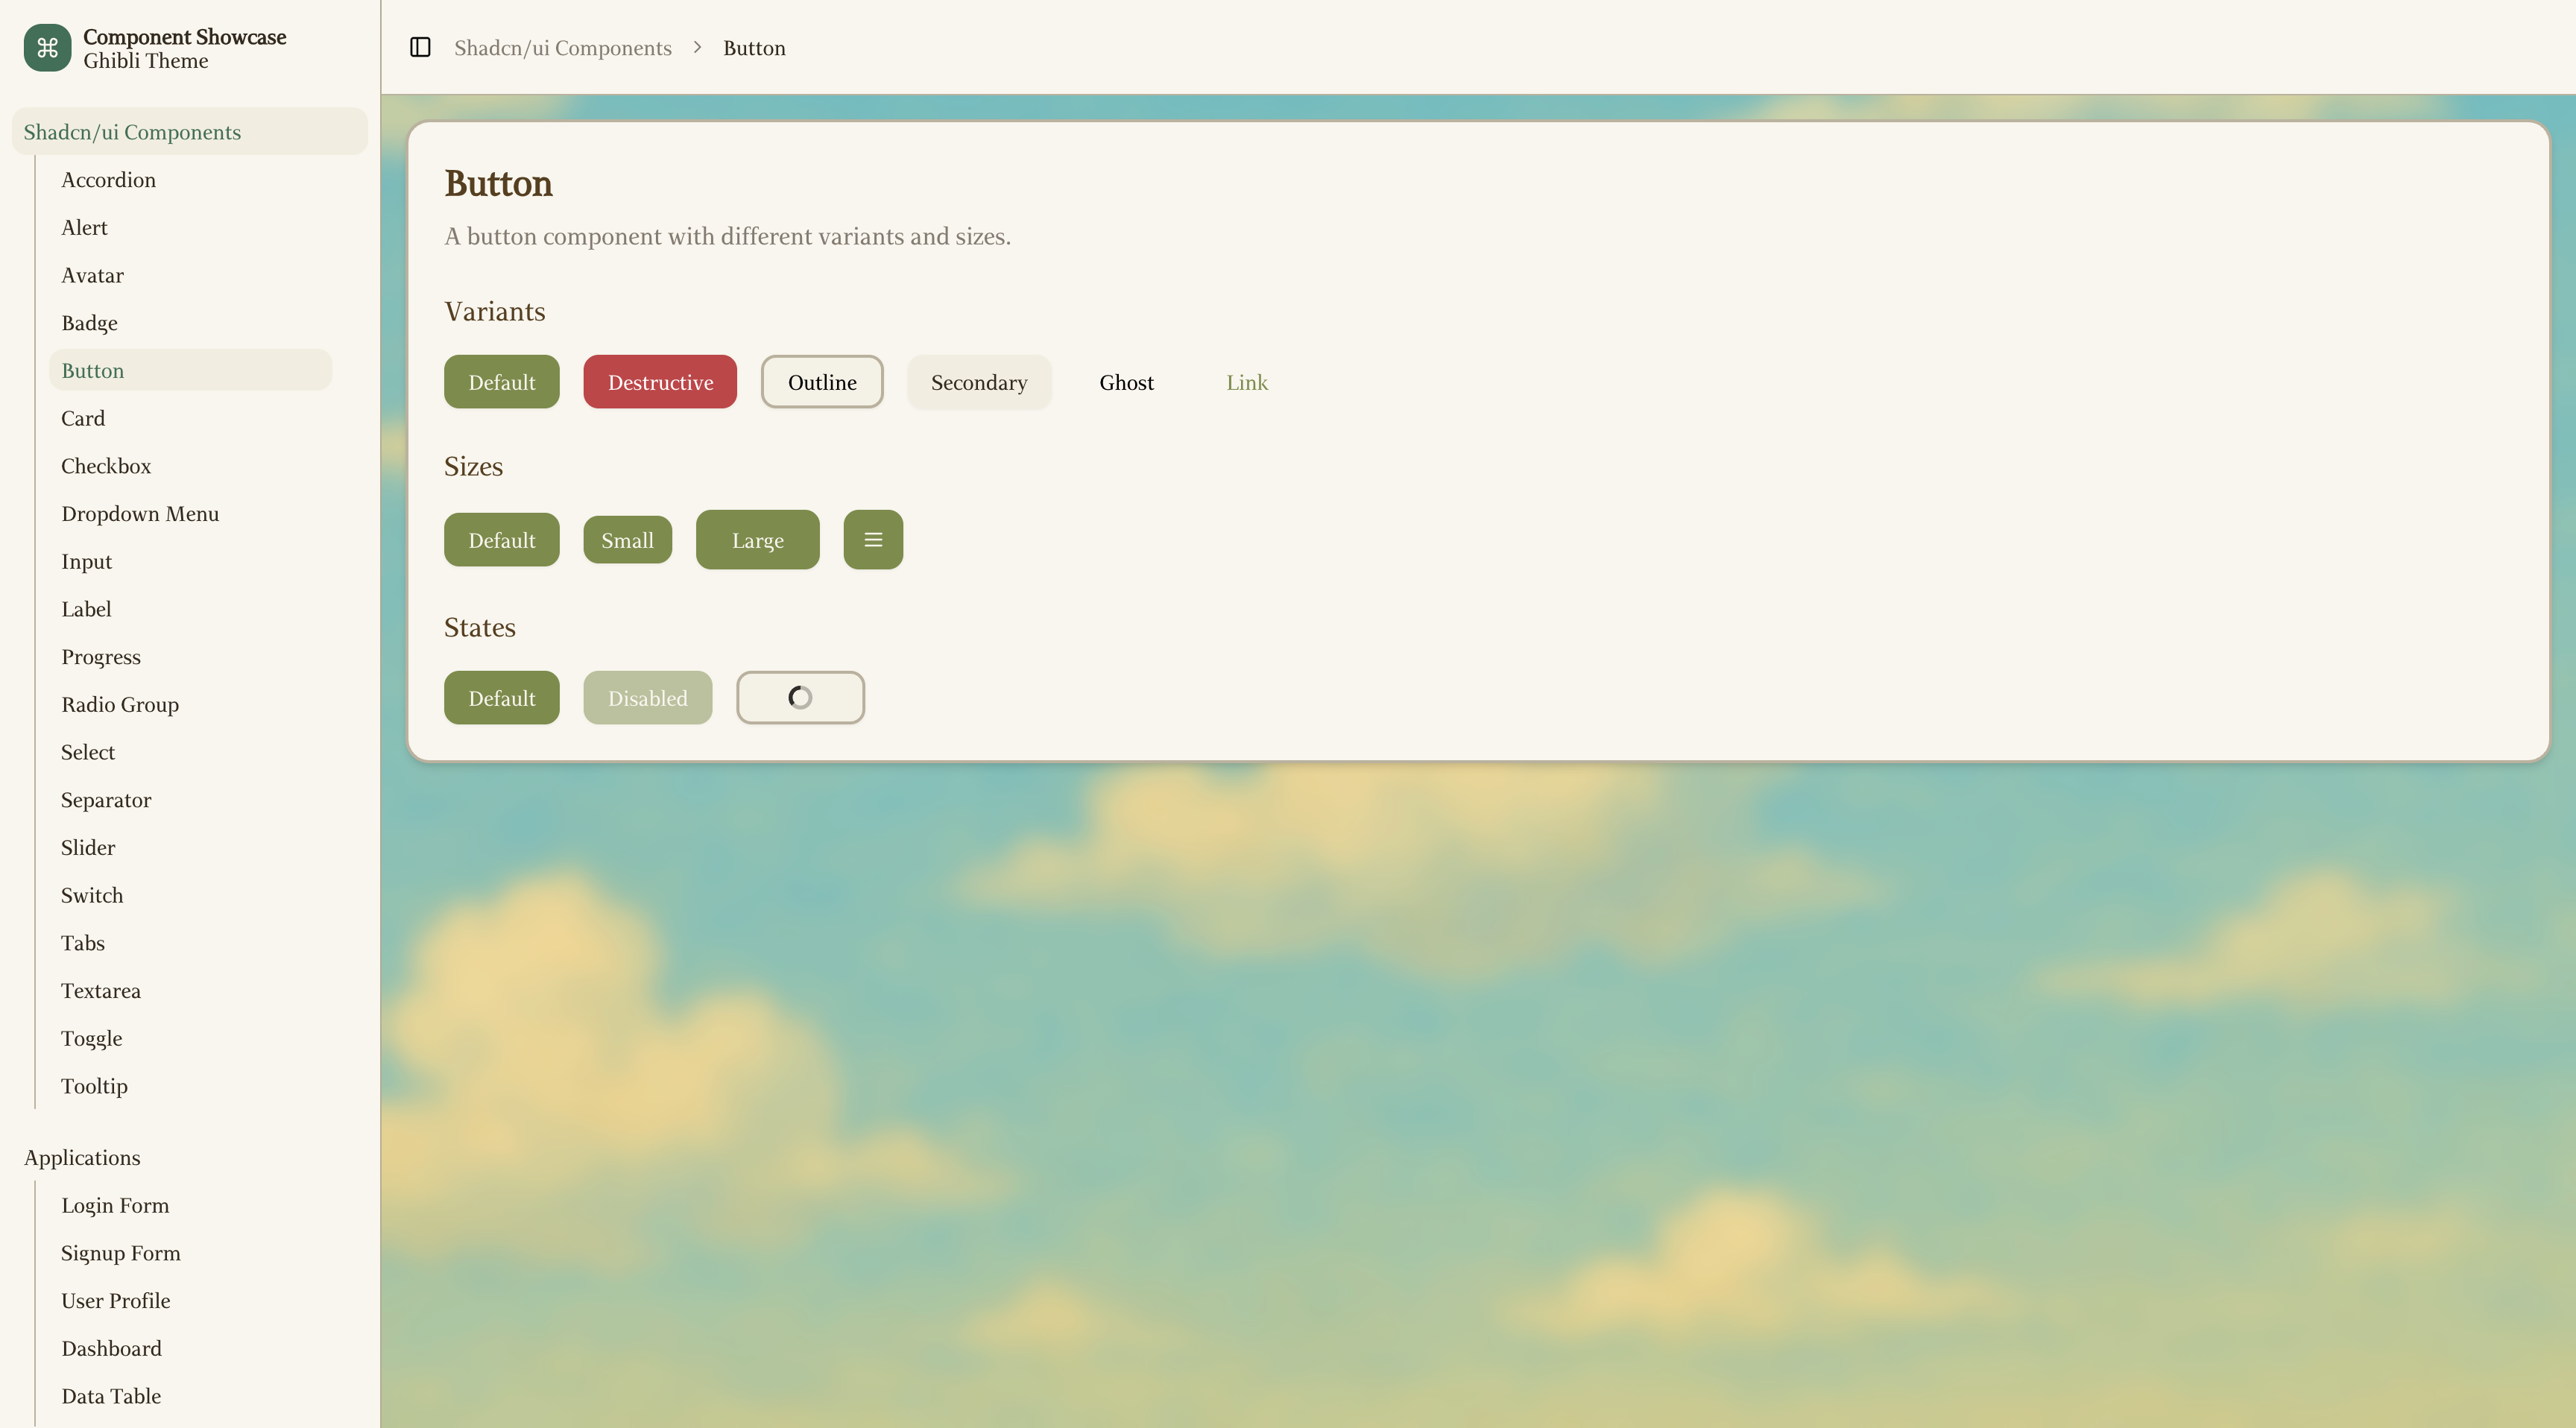 Component Showcase
Ghibli Theme
Shadcn/ui Components
Accordion
Alert
Avatar
Badge
Button
Card
Checkbox
Dropdown Menu
Input
Label
Progress
Radio Group
Select
Separator
Slider
Switch
Tabs
Textarea
Toggle
Tooltip
Applications
Login Form
Signup Form
User Profile
Dashboard
Data Table
Shadcn/ui Components Button
Button
A button component with different variants and sizes.
Variants
Default Destructive Outline Secondary Ghost Link
Sizes
Default Small Large
States
Default Disabled